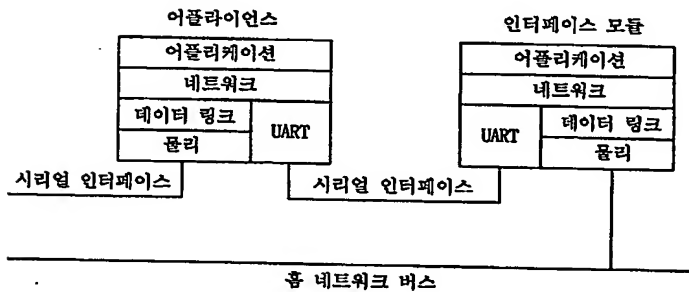 어플라이언스
어플리케이션
네트워크
데이터 링크
물리
UART
시리얼 인터페이스
시리얼 인터페이스
인터페이스 모듈
어플리케이션
네트워크
UART
데이터 링크
물리
홈 네트워크 버스